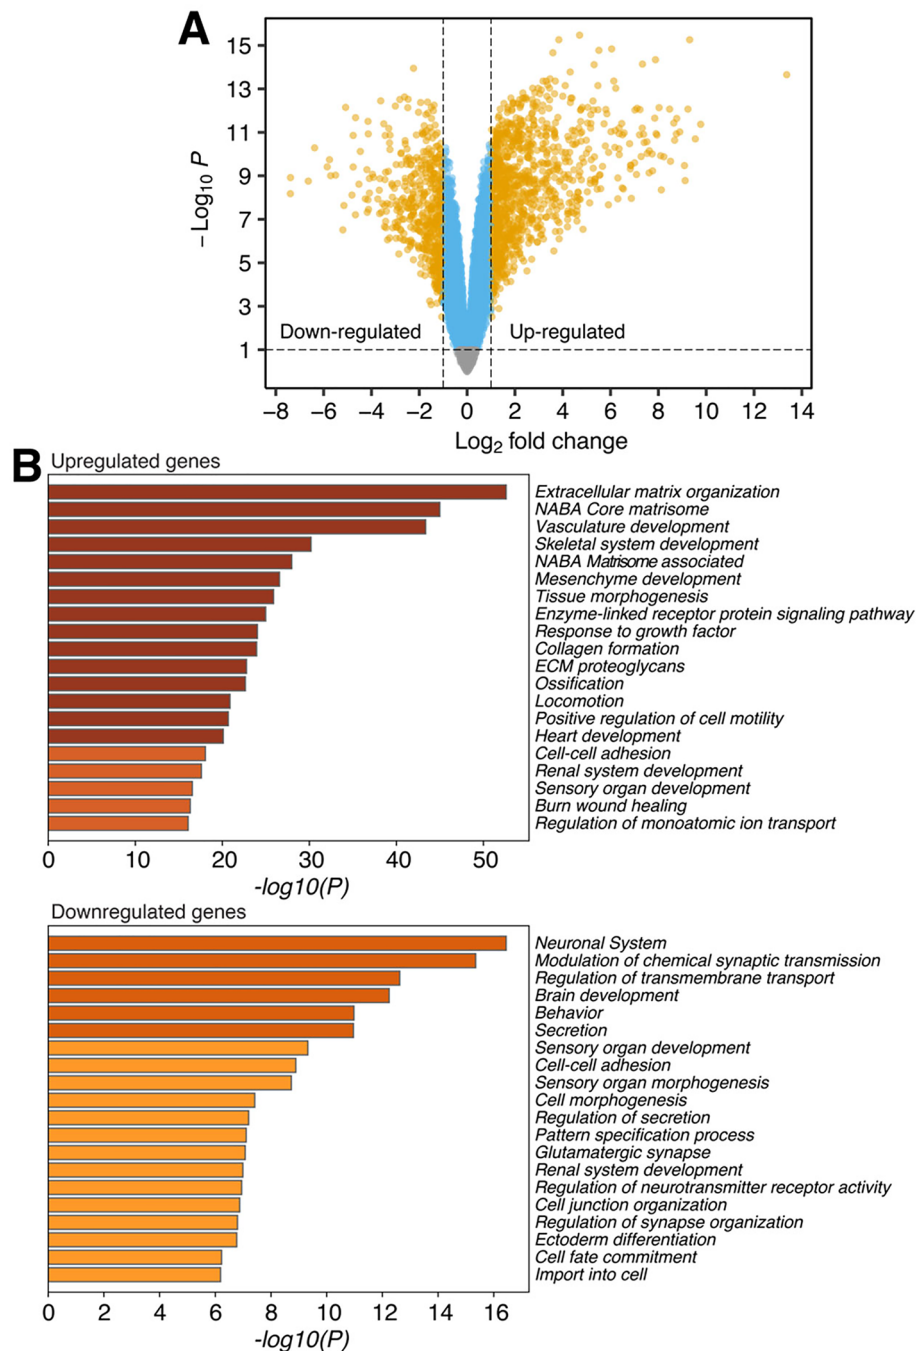 A
15
13
11
9
7
5
3
1
– Log10 P
Down-regulated
Up-regulated
−8 −6 −4 −2 0 2 4 6 8 10 12 14
Log2 fold change
B
Upregulated genes
Extracellular matrix organization
NABA Core matrisome
Vasculature development
Skeletal system development
NABA Matrisome associated
Mesenchyme development
Tissue morphogenesis
Enzyme-linked receptor protein signaling pathway
Response to growth factor
Collagen formation
ECM proteoglycans
Ossification
Locomotion
Positive regulation of cell motility
Heart development
Cell-cell adhesion
Renal system development
Sensory organ development
Burn wound healing
Regulation of monoatomic ion transport
0 10 20 30 40 50
-log10(P)
Downregulated genes
Neuronal System
Modulation of chemical synaptic transmission
Regulation of transmembrane transport
Brain development
Behavior
Secretion
Sensory organ development
Cell-cell adhesion
Sensory organ morphogenesis
Cell morphogenesis
Regulation of secretion
Pattern specification process
Glutamatergic synapse
Renal system development
Regulation of neurotransmitter receptor activity
Cell junction organization
Regulation of synapse organization
Ectoderm differentiation
Cell fate commitment
Import into cell
0 2 4 6 8 10 12 14 16
-log10(P)